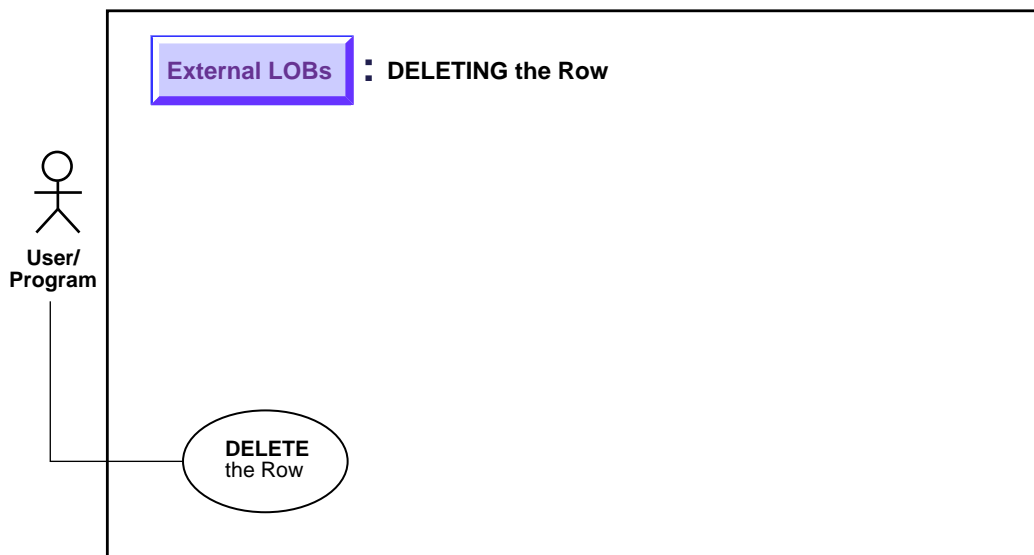 External LOBs : DELETING the Row
User/
Program
DELETE
the Row